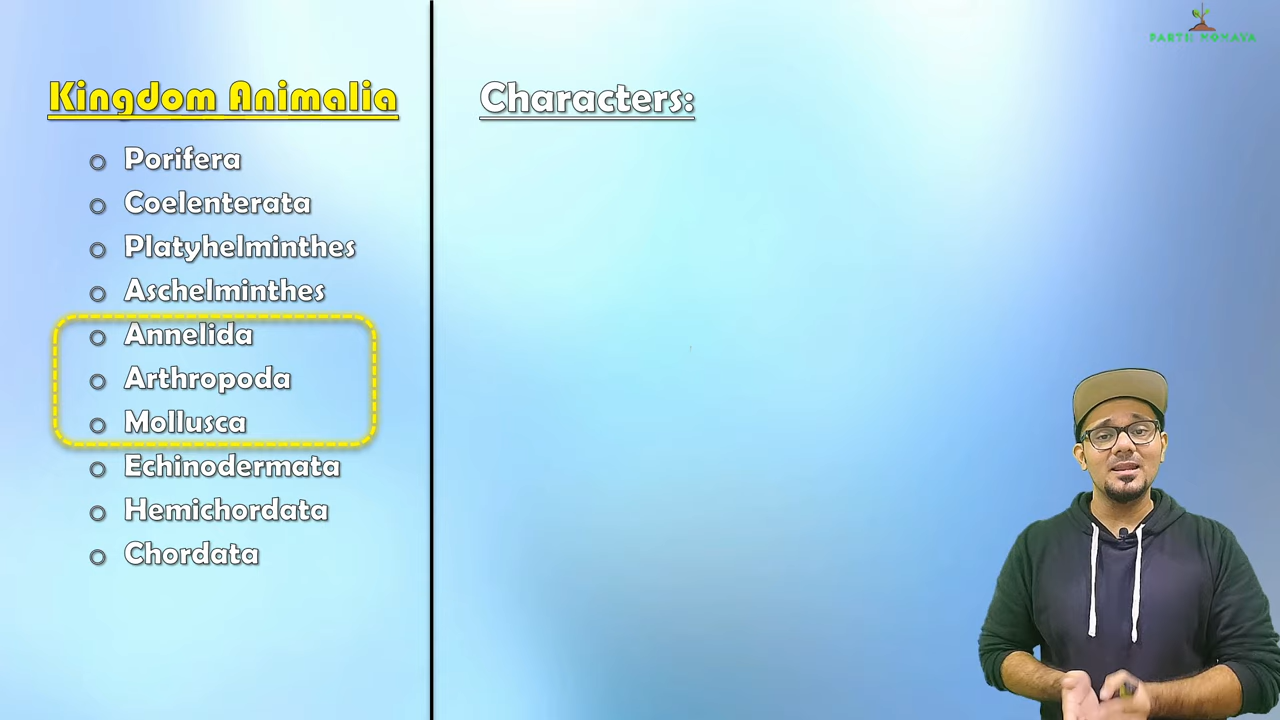 Kingdom Animalia
Porifera
Coelenterata
Platyhelminthes
Aschelminthes
Annelida
Arthropoda
Mollusca
Echinodermata
Hemichordata
Chordata
Characters: